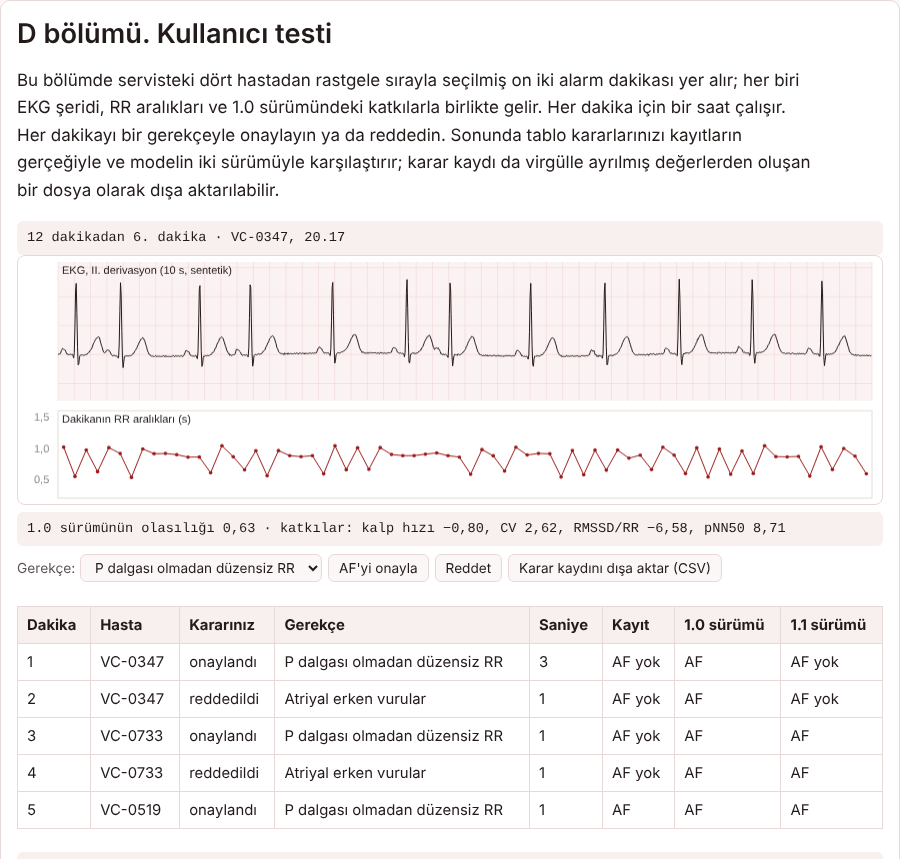 D bölümü. Kullanıcı testi
Bu bölümde servisteki dört hastadan rastgele sırayla seçilmiş on iki alarm dakikası yer alır; her biri
EKG şeridi, RR aralıkları ve 1.0 sürümündeki katkılarla birlikte gelir. Her dakika için bir saat çalışır.
Her dakikayı bir gerekçeyle onaylayın ya da reddedin. Sonunda tablo kararlarınızı kayıtların
gerçeğiyle ve modelin iki sürümüyle karşılaştırır; karar kaydı da virgülle ayrılmış değerlerden oluşan
bir dosya olarak dışa aktarılabilir.
12 dakikadan 6. dakika · VC-0347, 20.17
EKG, II. derivasyon (10 s, sentetik)
Dakikanın RR aralıkları (s)
1,5
1,0
0,5
1.0 sürümünün olasılığı 0,63 · katkılar: kalp hızı −0,80, CV 2,62, RMSSD/RR −6,58, pNN50 8,71
Gerekçe: P dalgası olmadan düzensiz RR AF'yi onayla Reddet Karar kaydını dışa aktar (CSV)
Dakika Hasta Kararınız Gerekçe Saniye Kayıt 1.0 sürümü 1.1 sürümü
1 VC-0347 onaylandı P dalgası olmadan düzensiz RR 3 AF yok AF AF yok
2 VC-0347 reddedildi Atriyal erken vurular 1 AF yok AF AF yok
3 VC-0733 onaylandı P dalgası olmadan düzensiz RR 1 AF yok AF AF
4 VC-0733 reddedildi Atriyal erken vurular 1 AF yok AF AF
5 VC-0519 onaylandı P dalgası olmadan düzensiz RR 1 AF AF AF